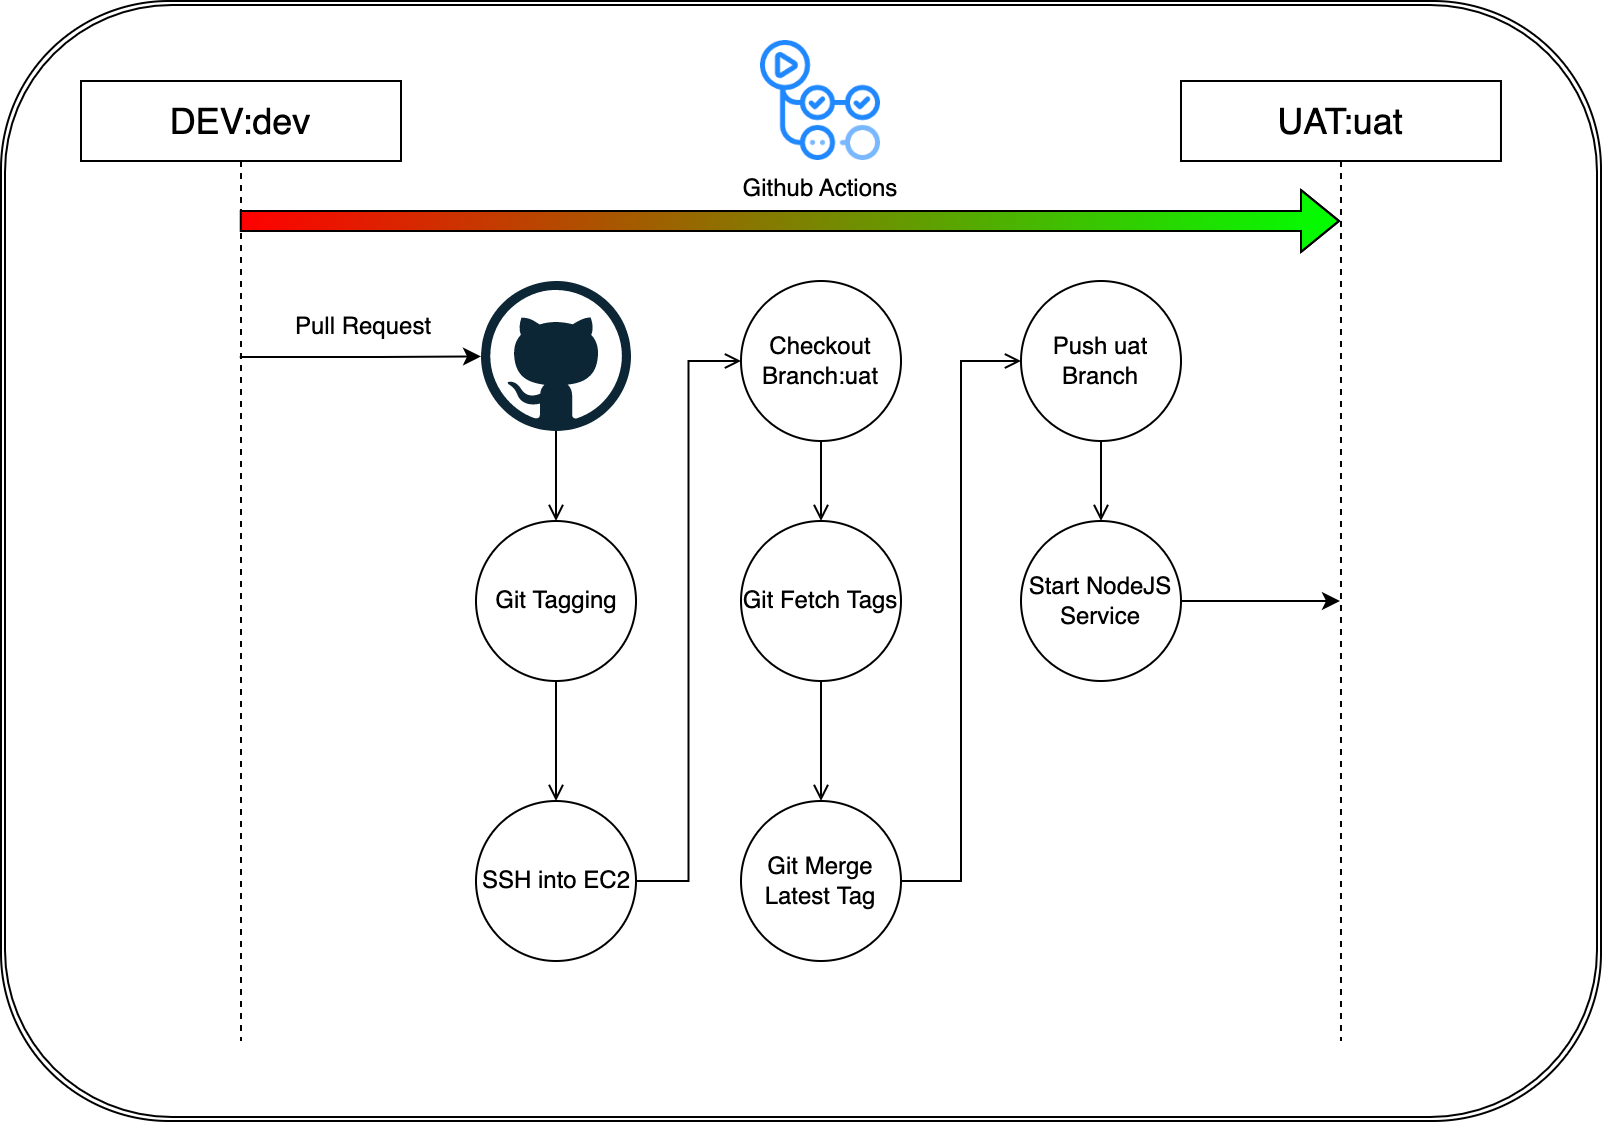 DEV:dev
UAT:uat
Github Actions
Pull Request
Checkout
Branch:uat
Push uat
Branch
Git Tagging
Git Fetch Tags
Start NodeJS
Service
SSH into EC2
Git Merge
Latest Tag